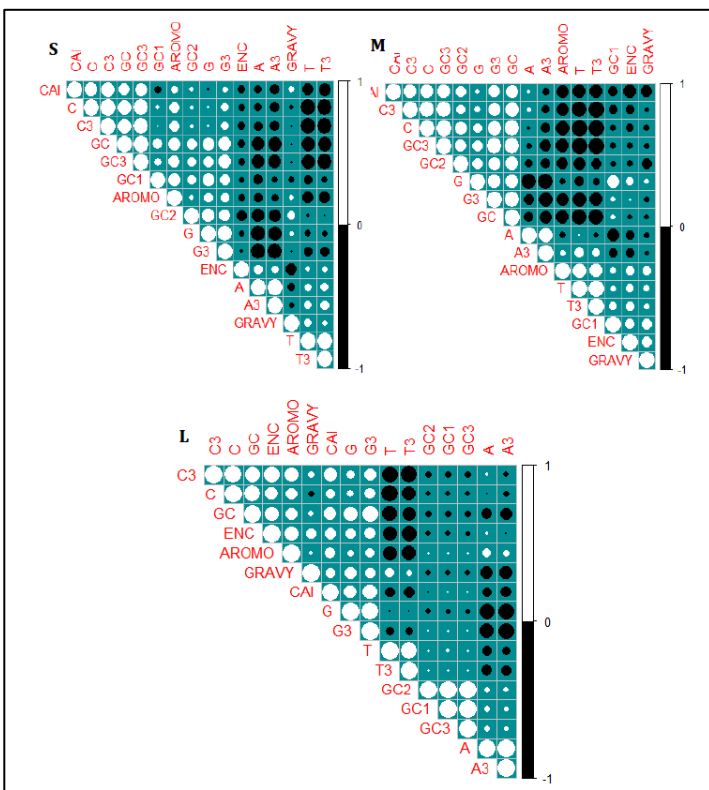 S
CAI C C3 GC GC3 GC1 AROMO GC2 G G3 ENC A A3 GRAVY T T3
CAI
C
C3
GC
GC3
GC1
AROMO
GC2
G
G3
ENC
A
A3
GRAVY
T
T3
1
0
-1
M
CAI C3 C GC3 GC2 G G3 GC A A3 AROMO T T3 GC1 ENC GRAVY
AI
C3
C
GC3
GC2
G
G3
GC
A
A3
AROMO
T
T3
GC1
ENC
GRAVY
1
0
-1
L
C3 C GC ENC AROMO GRAVY CAI G G3 T T3 GC2 GC1 GC3 A A3
C3
C
GC
ENC
AROMO
GRAVY
CAI
G
G3
T
T3
GC2
GC1
GC3
A
A3
1
0
-1